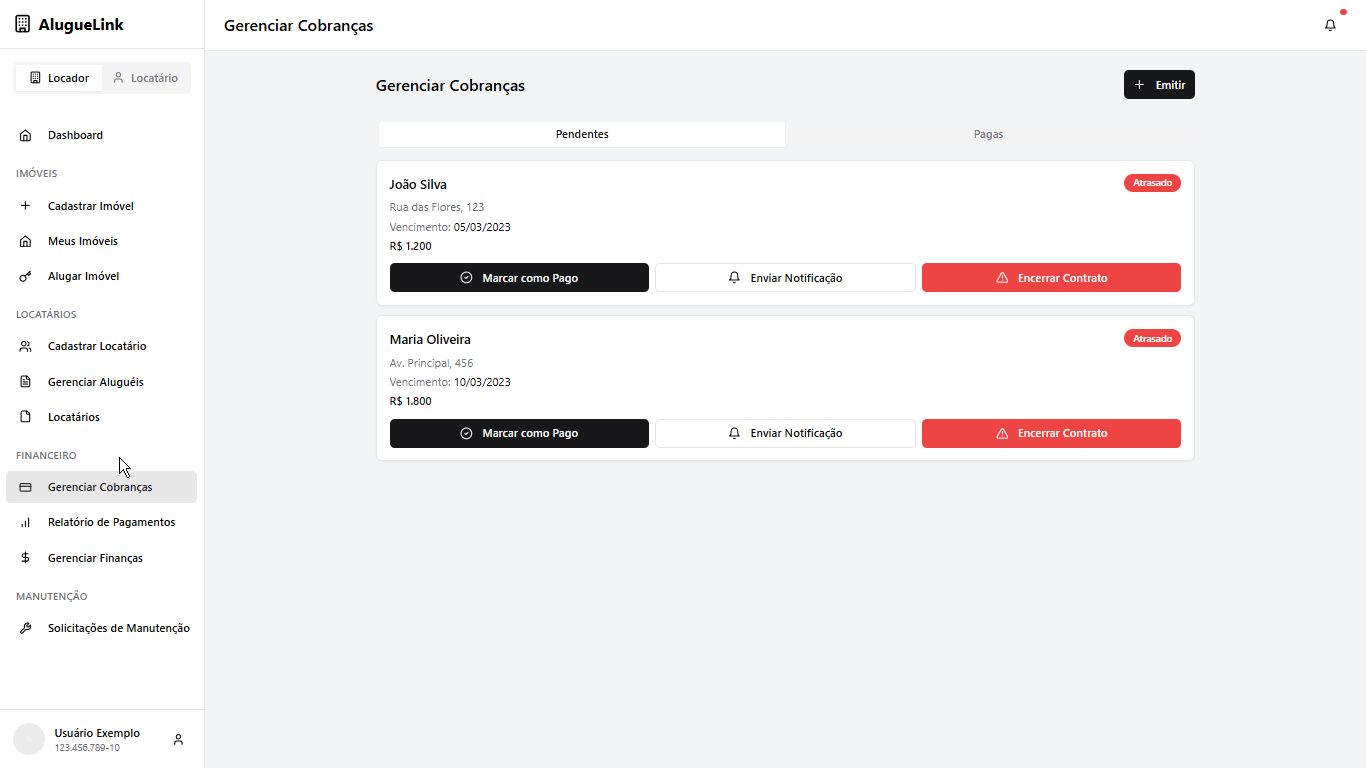 AlugueLink
Locador
Locatário
Dashboard
IMÓVEIS
Cadastrar Imóvel
Meus Imóveis
Alugar Imóvel
LOCATÁRIOS
Cadastrar Locatário
Gerenciar Aluguéis
Locatários
FINANCEIRO
Gerenciar Cobranças
Relatório de Pagamentos
Gerenciar Finanças
MANUTENÇÃO
Solicitações de Manutenção
Usuário Exemplo
123.456.789-10
Gerenciar Cobranças
Gerenciar Cobranças
Emitir
Pendentes
Pagas
João Silva
Atrasado
Rua das Flores, 123
Vencimento: 05/03/2023
R$ 1.200
Marcar como Pago
Enviar Notificação
Encerrar Contrato
Maria Oliveira
Atrasado
Av. Principal, 456
Vencimento: 10/03/2023
R$ 1.800
Marcar como Pago
Enviar Notificação
Encerrar Contrato